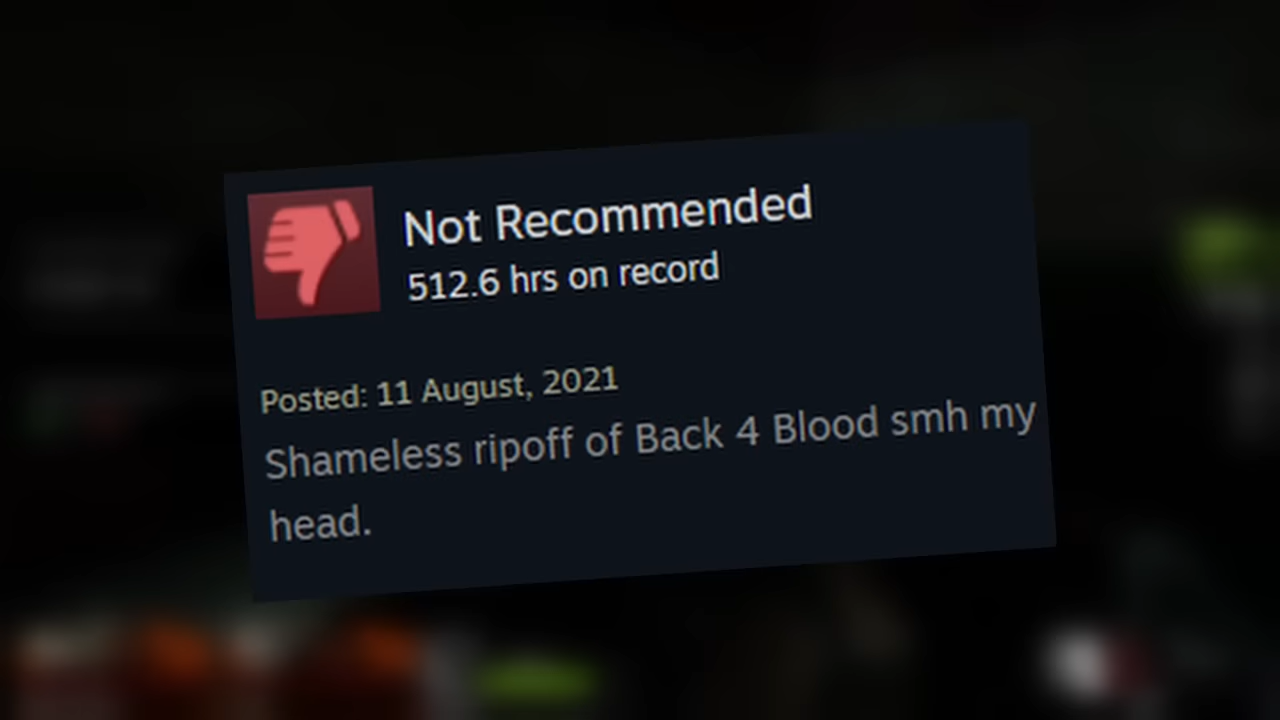 Not Recommended
512.6 hrs on record
Posted: 11 August, 2021
Shameless ripoff of Back 4 Blood smh my
head.